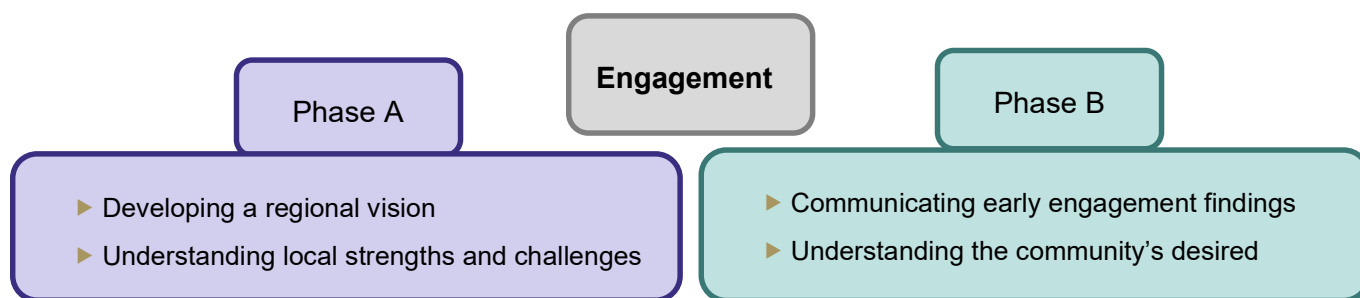 Engagement
Phase A
Developing a regional vision
Understanding local strengths and challenges
Phase B
Communicating early engagement findings
Understanding the community’s desired